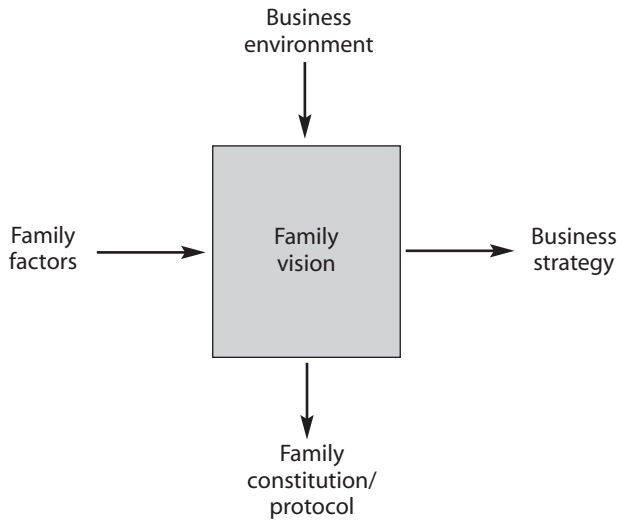 Business
environment
Family
factors
Family
vision
Business
strategy
Family
constitution/
protocol